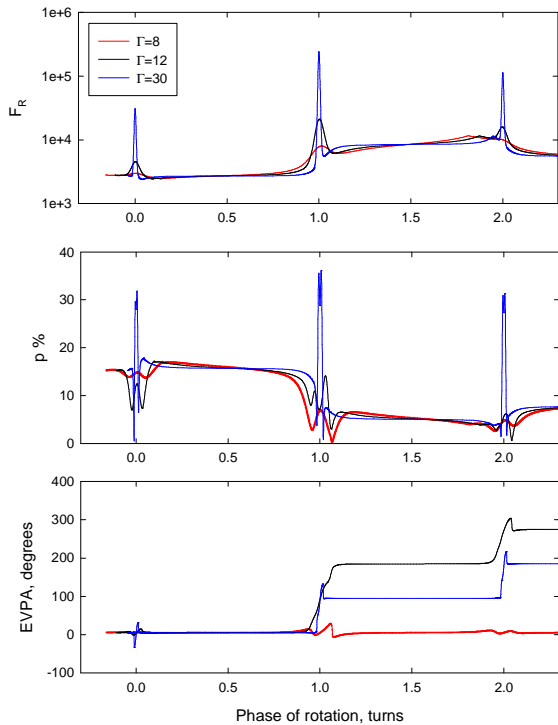 1e+6
Γ=8
Γ=12
Γ=30
1e+5
F_R
1e+4
1e+3
0.0 0.5 1.0 1.5 2.0
40
30
p %
20
10
0
0.0 0.5 1.0 1.5 2.0
400
300
EVPA, degrees
200
100
0
-100
0.0 0.5 1.0 1.5 2.0
Phase of rotation, turns